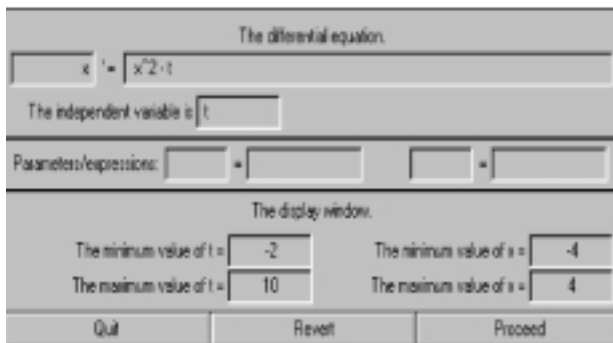 The differential equation.
x ' = x^2 - t
The independent variable is t
Parameters/expressions: = =
The display window.
The minimum value of t = -2 The minimum value of x = -4
The maximum value of t = 10 The maximum value of x = 4
Quit Revert Proceed